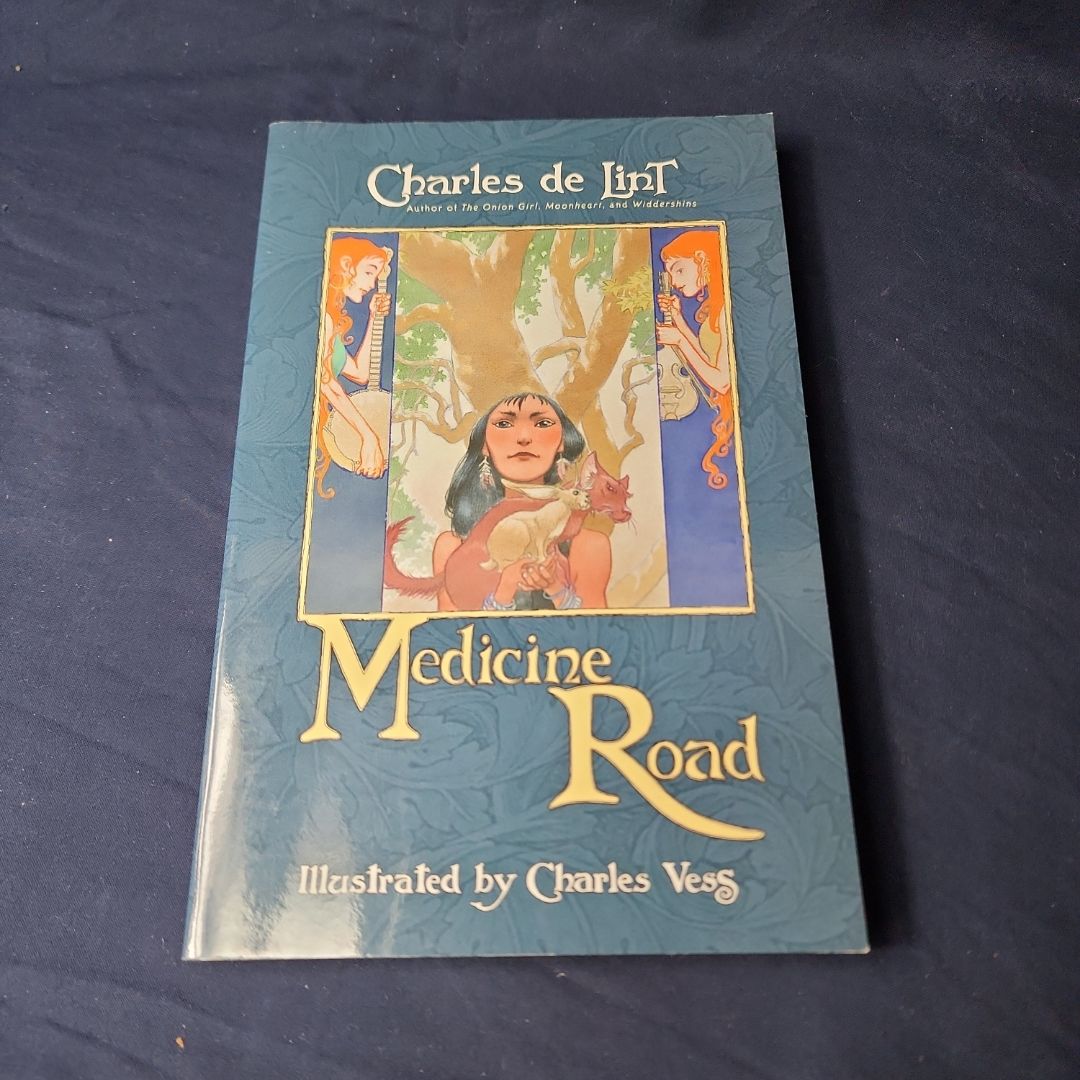 Charles de Lint
Author of The Onion Girl, Moonheart, and Widdershins
Medicine
Road
Illustrated by Charles Vess